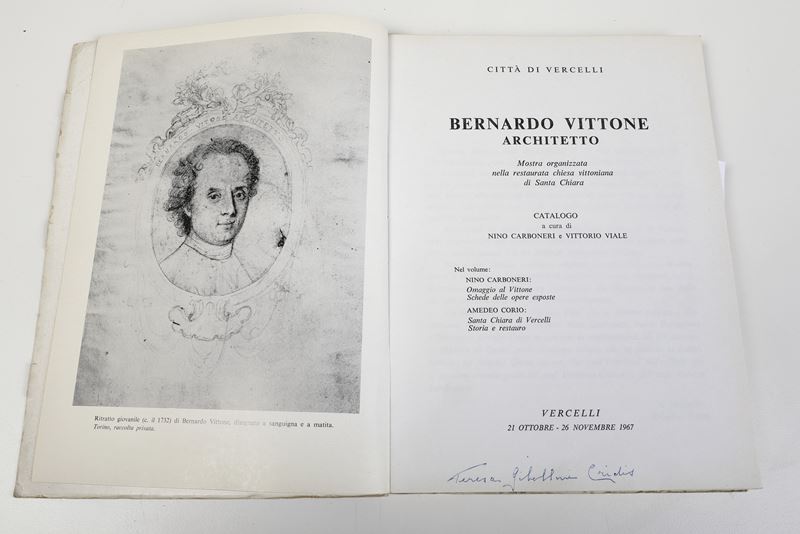 VITTONE
Ritratto giovanile (c. il 1732) di Bernardo Vittone, disegnato a sanguigna e a matita.
Torino, raccolta privata.
CITTÀ DI VERCELLI
BERNARDO VITTONE
ARCHITETTO
Mostra organizzata
nella restaurata chiesa vittoniana
di Santa Chiara
CATALOGO
a cura di
NINO CARBONERI e VITTORIO VIALE
Nel volume:
NINO CARBONERI:
Omaggio al Vittone
Schede delle opere esposte
AMEDEO CORIO:
Santa Chiara di Vercelli
Storia e restauro
VERCELLI
21 OTTOBRE - 26 NOVEMBRE 1967
Teresa